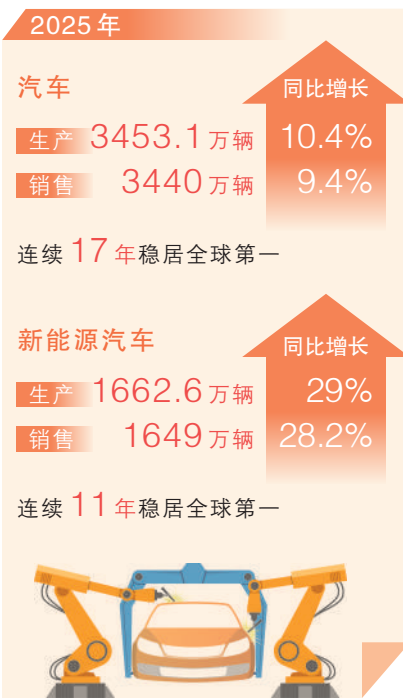 2025年
汽车
同比增长
生产 3453.1万辆 10.4%
销售 3440万辆 9.4%
连续17年稳居全球第一
新能源汽车
同比增长
生产 1662.6万辆 29%
销售 1649万辆 28.2%
连续11年稳居全球第一